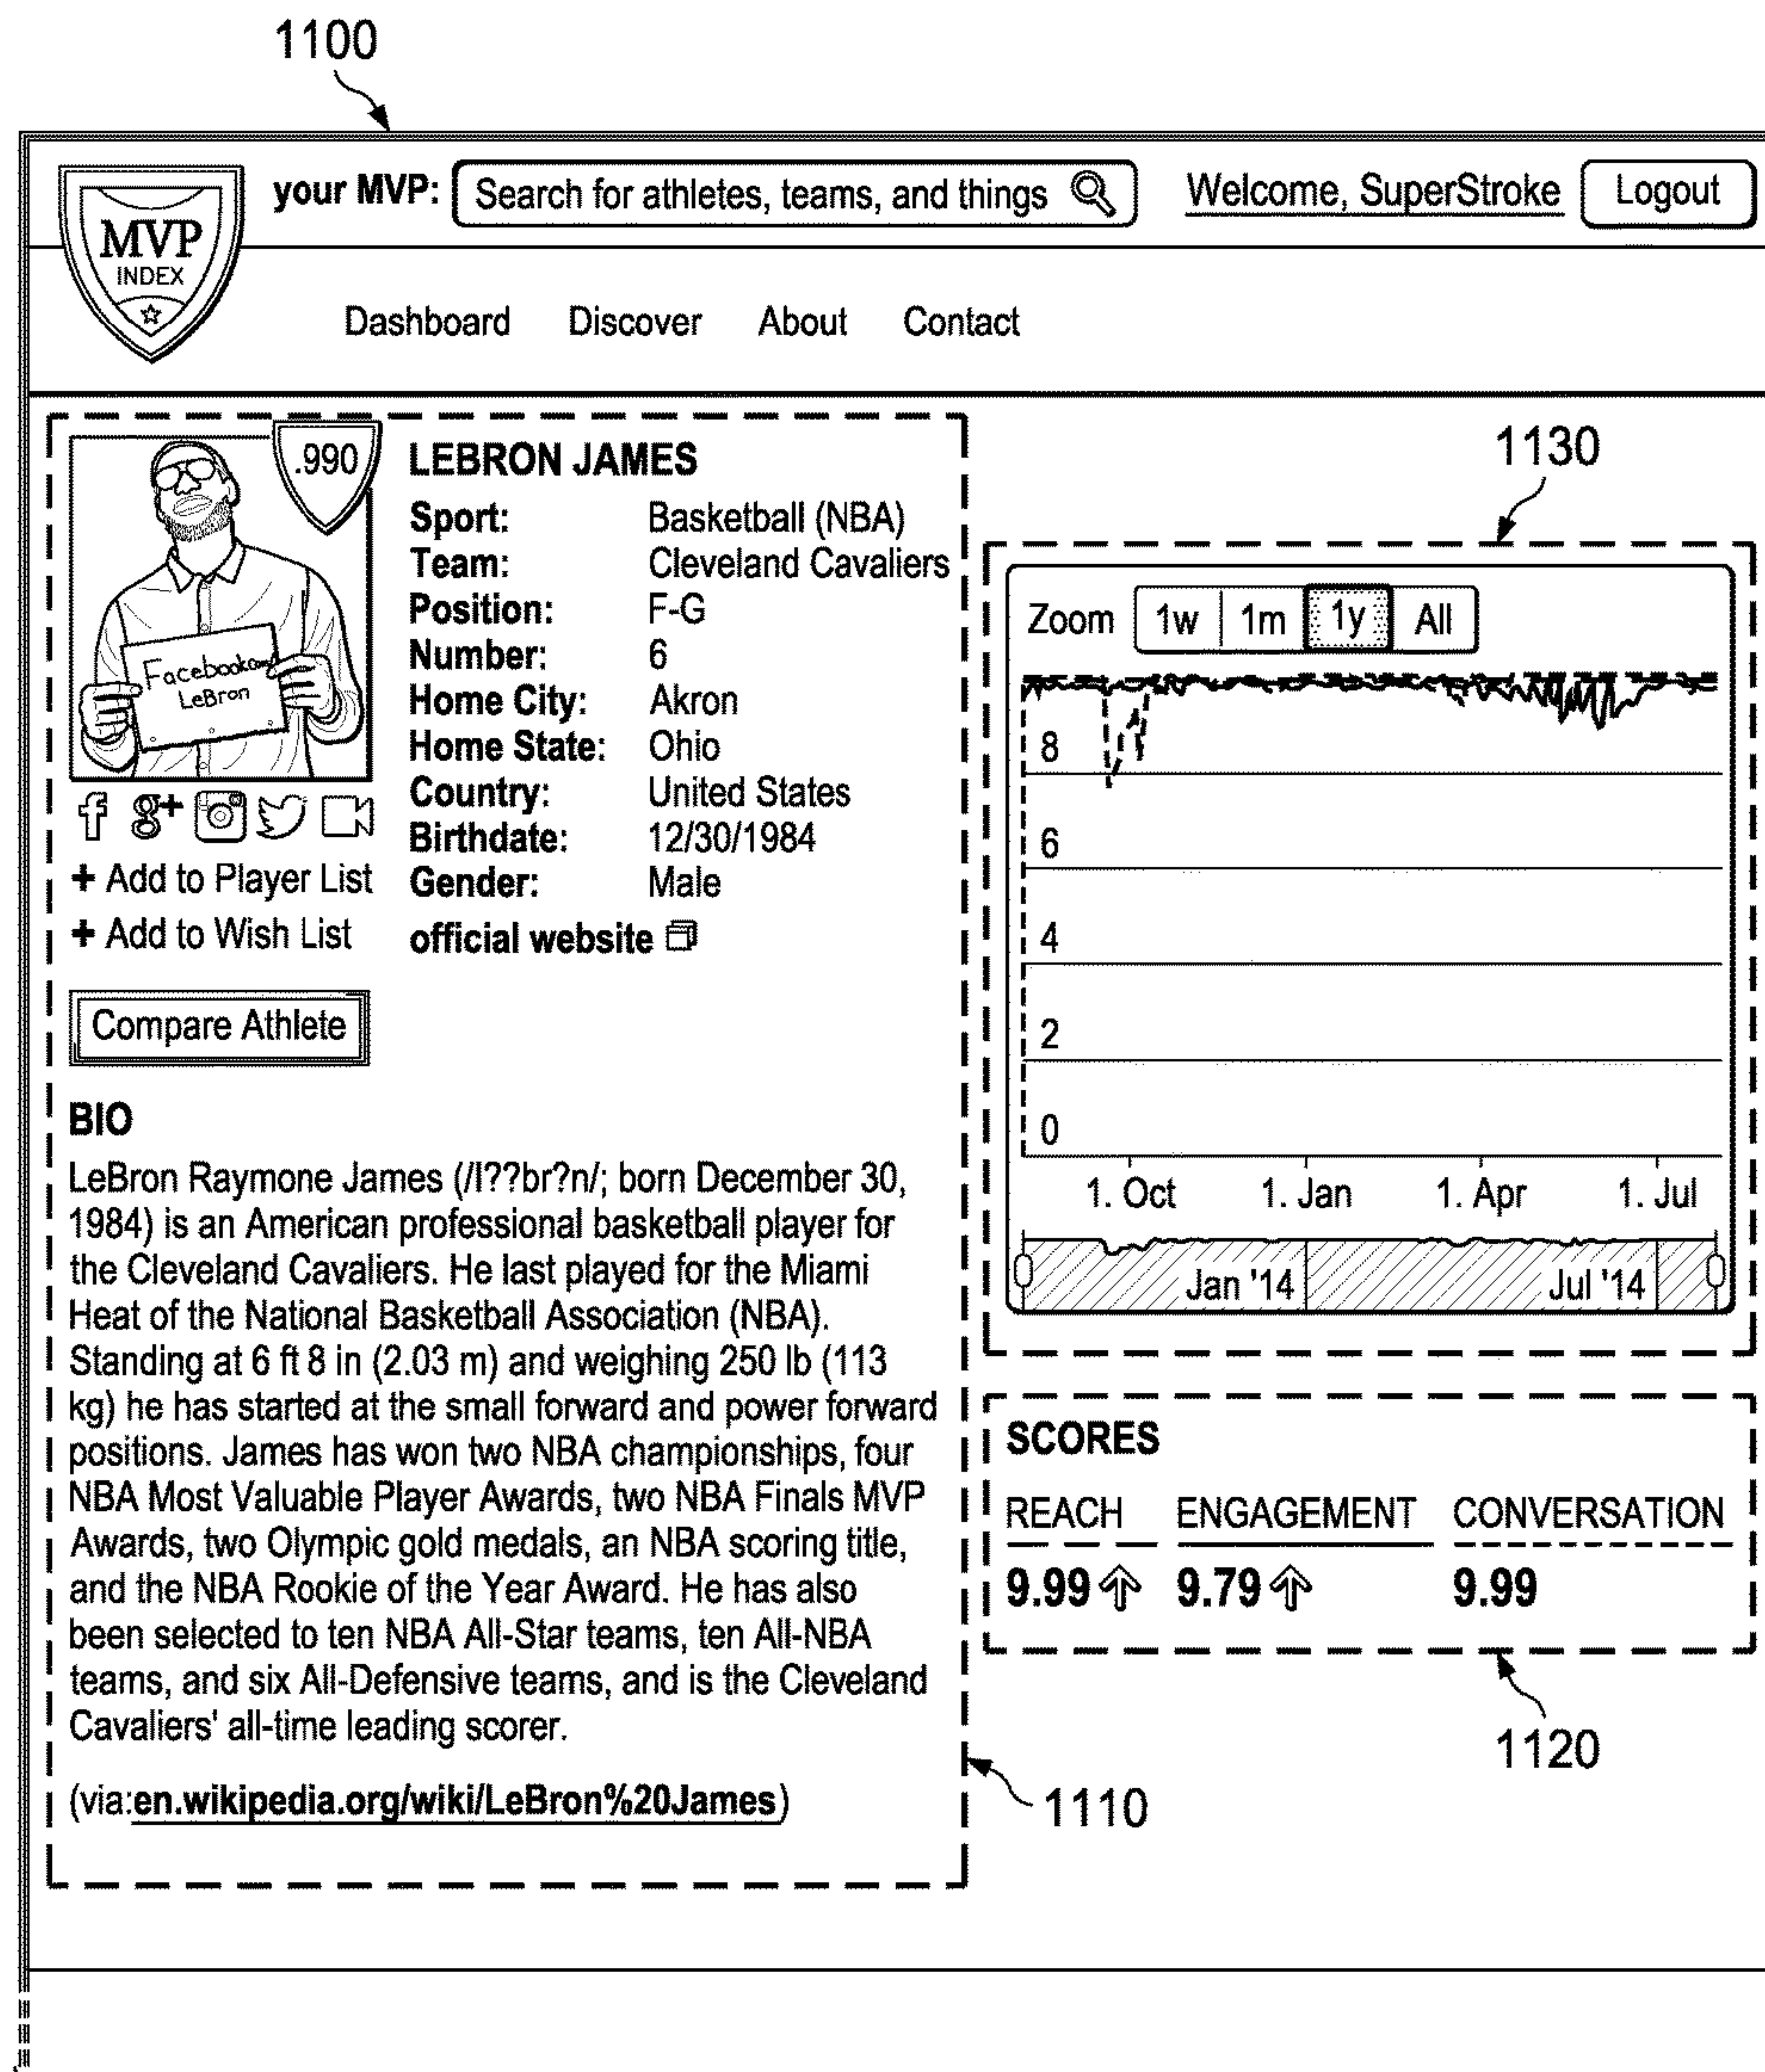 1100
your MVP: Search for athletes, teams, and things Welcome, SuperStroke Logout
MVP
INDEX
Dashboard Discover About Contact
.990
Facebook.com/
LeBron
LEBRON JAMES
Sport: Basketball (NBA)
Team: Cleveland Cavaliers
Position: F-G
Number: 6
Home City: Akron
Home State: Ohio
Country: United States
Birthdate: 12/30/1984
Gender: Male
official website
f g+
+ Add to Player List
+ Add to Wish List
Compare Athlete
BIO
LeBron Raymone James (/l??br?n/; born December 30,
1984) is an American professional basketball player for
the Cleveland Cavaliers. He last played for the Miami
Heat of the National Basketball Association (NBA).
Standing at 6 ft 8 in (2.03 m) and weighing 250 lb (113
kg) he has started at the small forward and power forward
positions. James has won two NBA championships, four
NBA Most Valuable Player Awards, two NBA Finals MVP
Awards, two Olympic gold medals, an NBA scoring title,
and the NBA Rookie of the Year Award. He has also
been selected to ten NBA All-Star teams, ten All-NBA
teams, and six All-Defensive teams, and is the Cleveland
Cavaliers' all-time leading scorer.
(via:en.wikipedia.org/wiki/LeBron%20James)
1110
1130
Zoom 1w 1m 1y All
8
6
4
2
0
1. Oct 1. Jan 1. Apr 1. Jul
Jan '14 Jul '14
SCORES
REACH ENGAGEMENT CONVERSATION
9.99 9.79 9.99
1120